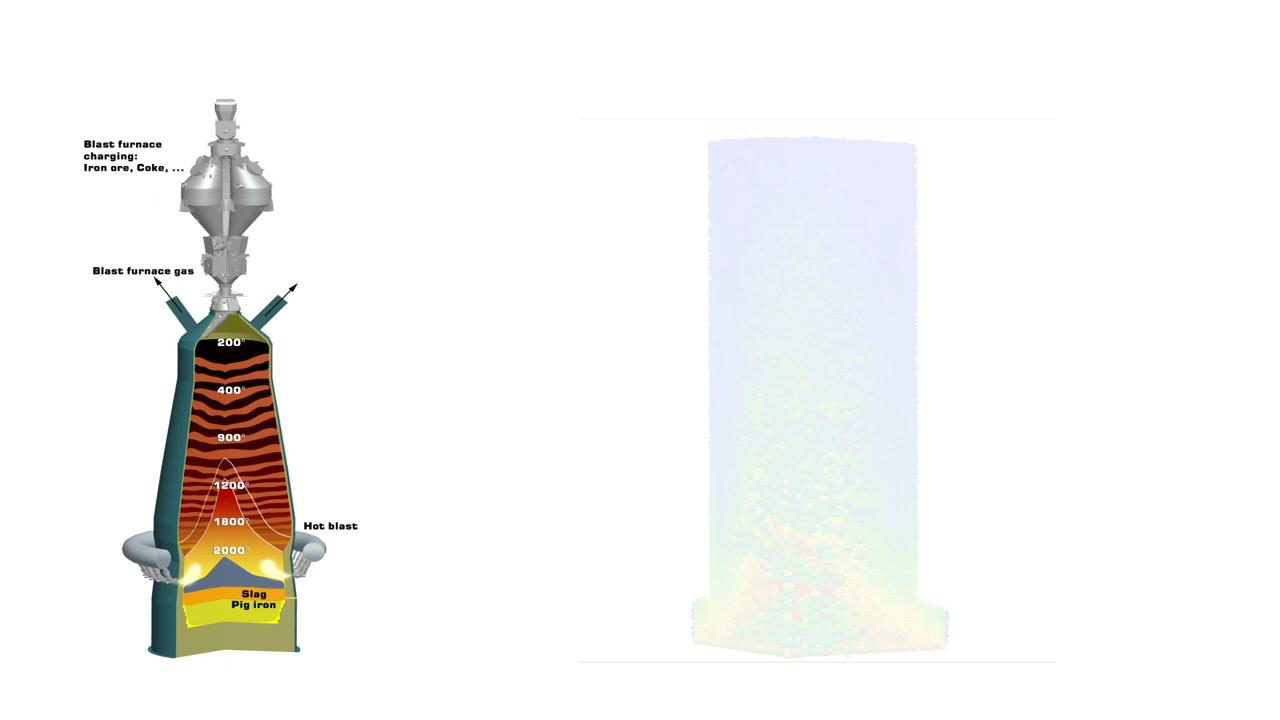 Blast furnace
charging:
Iron ore, Coke, ...
Blast furnace gas
200°
400°
900°
1200°
1800°
Hot blast
2000°
Slag
Pig iron